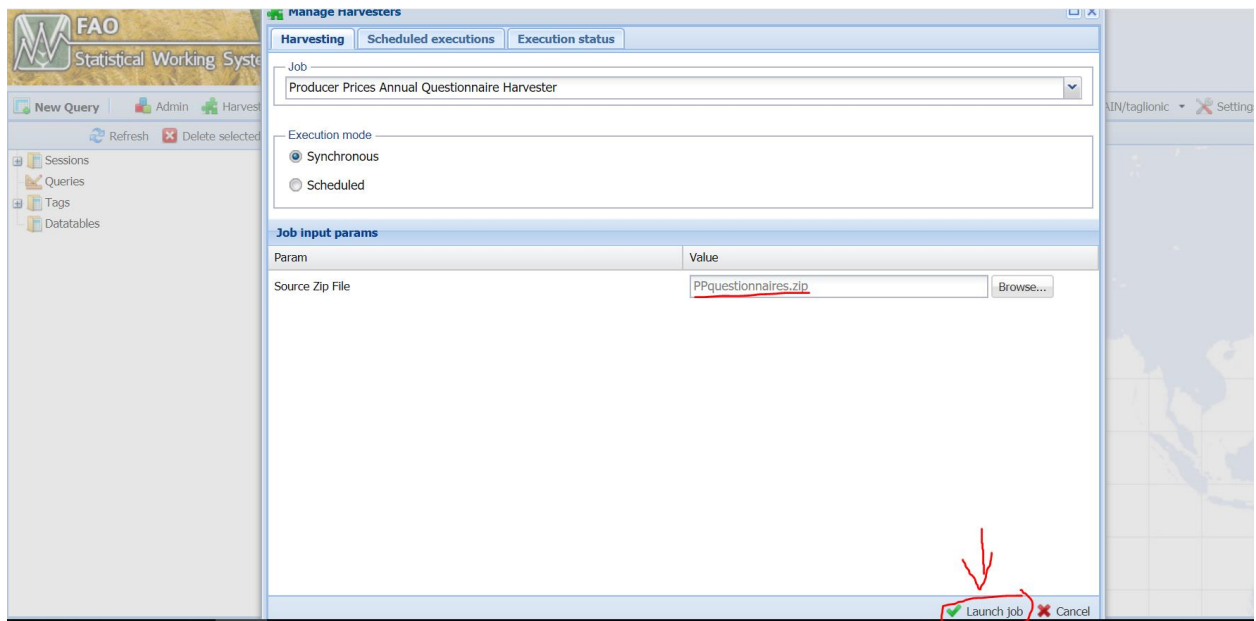 FAO
Statistical Working Syste
New Query
Admin
Harvest
Refresh
Delete selected
Sessions
Queries
Tags
Datatables
Manage Harvesters
Harvesting
Scheduled executions
Execution status
Job
Producer Prices Annual Questionnaire Harvester
Execution mode
Synchronous
Scheduled
Job input params
Param Value
Source Zip File PPquestionnaires.zip Browse...
Launch job Cancel
AIN/taglionic Setting